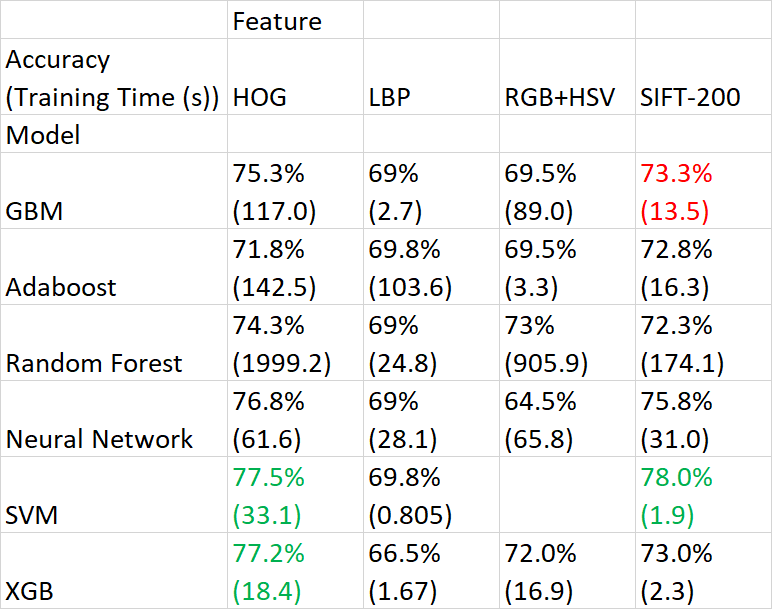 Feature
Accuracy
(Training Time (s)) HOG LBP RGB+HSV SIFT-200
Model
75.3% 69% 69.5% 73.3%
GBM (117.0) (2.7) (89.0) (13.5)
71.8% 69.8% 69.5% 72.8%
Adaboost (142.5) (103.6) (3.3) (16.3)
74.3% 69% 73% 72.3%
Random Forest (1999.2) (24.8) (905.9) (174.1)
76.8% 69% 64.5% 75.8%
Neural Network (61.6) (28.1) (65.8) (31.0)
77.5% 69.8% 78.0%
SVM (33.1) (0.805) (1.9)
77.2% 66.5% 72.0% 73.0%
XGB (18.4) (1.67) (16.9) (2.3)